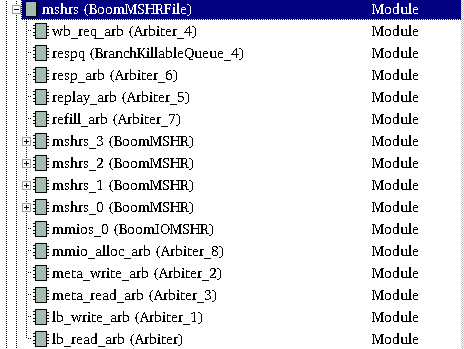 mshrs (BoomMSHRFile) Module
wb_req_arb (Arbiter_4) Module
respq (BranchKillableQueue_4) Module
resp_arb (Arbiter_6) Module
replay_arb (Arbiter_5) Module
refill_arb (Arbiter_7) Module
mshrs_3 (BoomMSHR) Module
mshrs_2 (BoomMSHR) Module
mshrs_1 (BoomMSHR) Module
mshrs_0 (BoomMSHR) Module
mmios_0 (BoomIOMSHR) Module
mmio_alloc_arb (Arbiter_8) Module
meta_write_arb (Arbiter_2) Module
meta_read_arb (Arbiter_3) Module
lb_write_arb (Arbiter_1) Module
lb_read_arb (Arbiter) Module